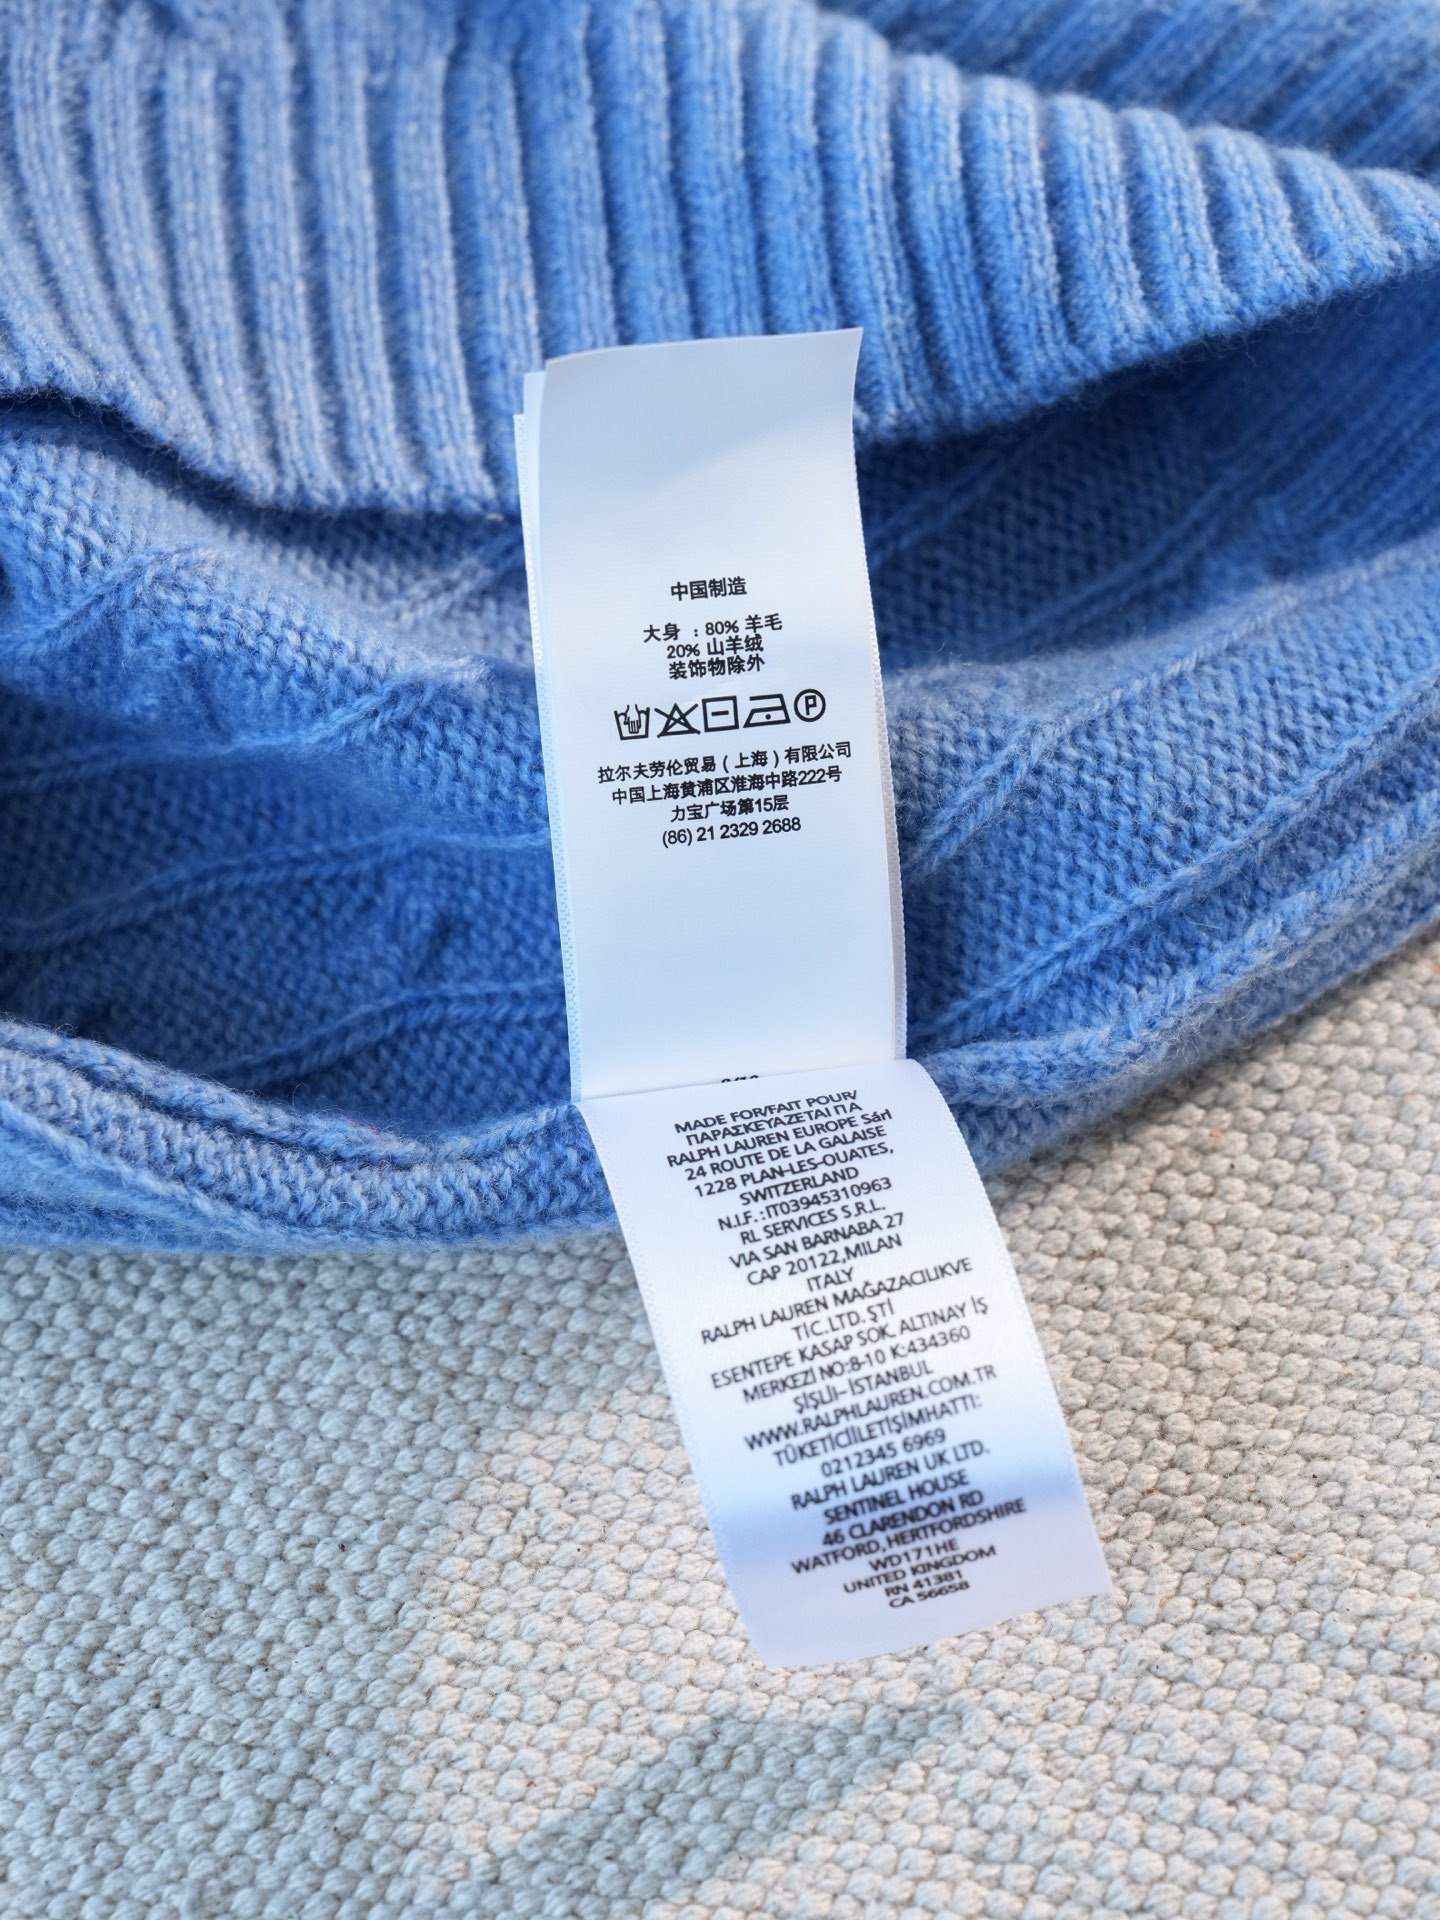 中国制造
大身 : 80% 羊毛
20% 山羊绒
装饰物除外
P
拉尔夫劳伦贸易 ( 上海 ) 有限公司
中国上海黄浦区淮海中路222号
力宝广场第15层
(86) 21 2329 2688
MADE FOR/FAIT POUR/
ΠΑΡΑΣΚΕΥΑΖΕΤΑΙ ΓΙΑ
RALPH LAUREN EUROPE Sárl
24 ROUTE DE LA GALAISE
1228 PLAN-LES-OUATES,
SWITZERLAND
N.I.F.:IT03945310963
RL SERVICES S.R.L.
VIA SAN BARNABA 27
CAP 20122,MILAN
ITALY
RALPH LAUREN MAĞAZACILIKVE
TİC.LTD. ŞTİ
ESENTEPE KASAP SOK. ALTINAY İŞ
MERKEZİ NO:8-10 K:434360
ŞİŞLİ–İSTANBUL
WWW.RALPHLAUREN.COM.TR
TÜKETİCİİLETİŞİMHATTI:
0212345 6969
RALPH LAUREN UK LTD.
SENTINEL HOUSE
46 CLARENDON RD
WATFORD,HERTFORDSHIRE
WD171HE
UNITED KINGDOM
RN 41381
CA 56658